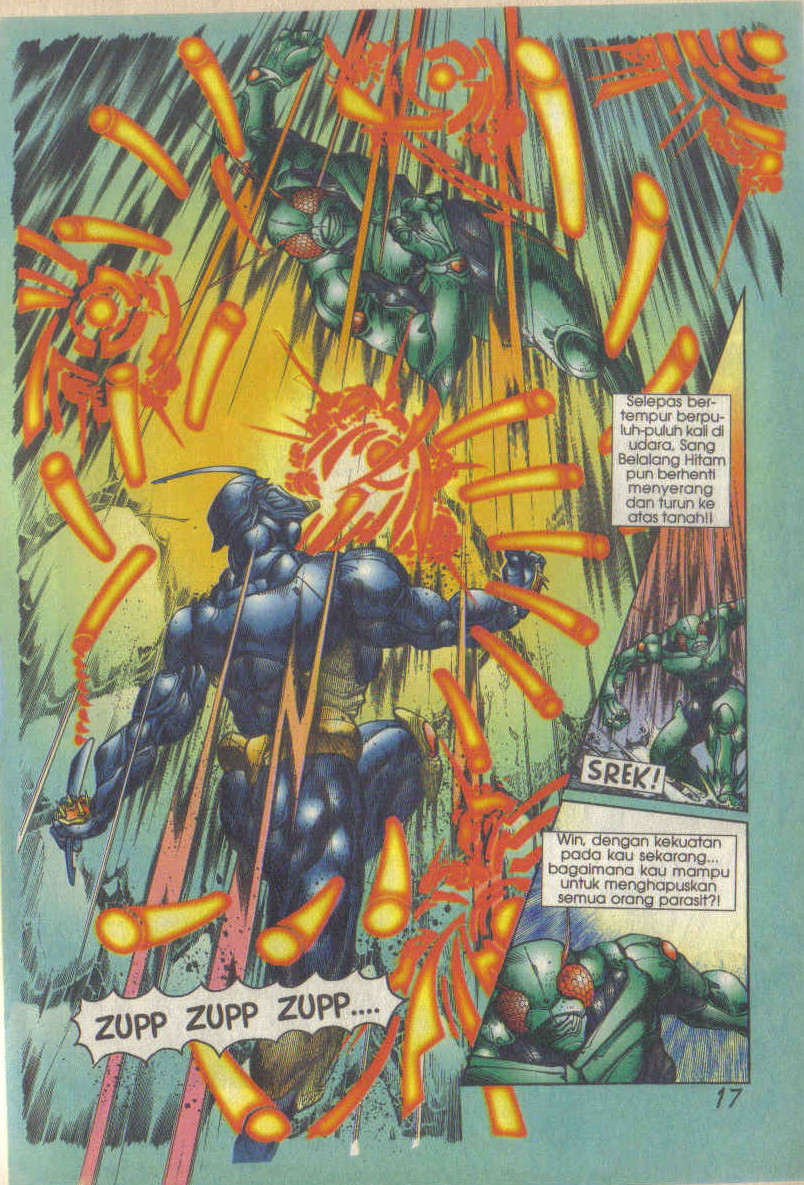 Selepas ber-
tempur berpu-
luh-puluh kali di
udara, Sang
Belalang Hitam
pun berhenti
menyerang
dan turun ke
atas tanah!!
SREK!
Win, dengan kekuatan
pada kau sekarang...
bagaimana kau mampu
untuk menghapuskan
semua orang parasit?!
ZUPP ZUPP ZUPP....
17